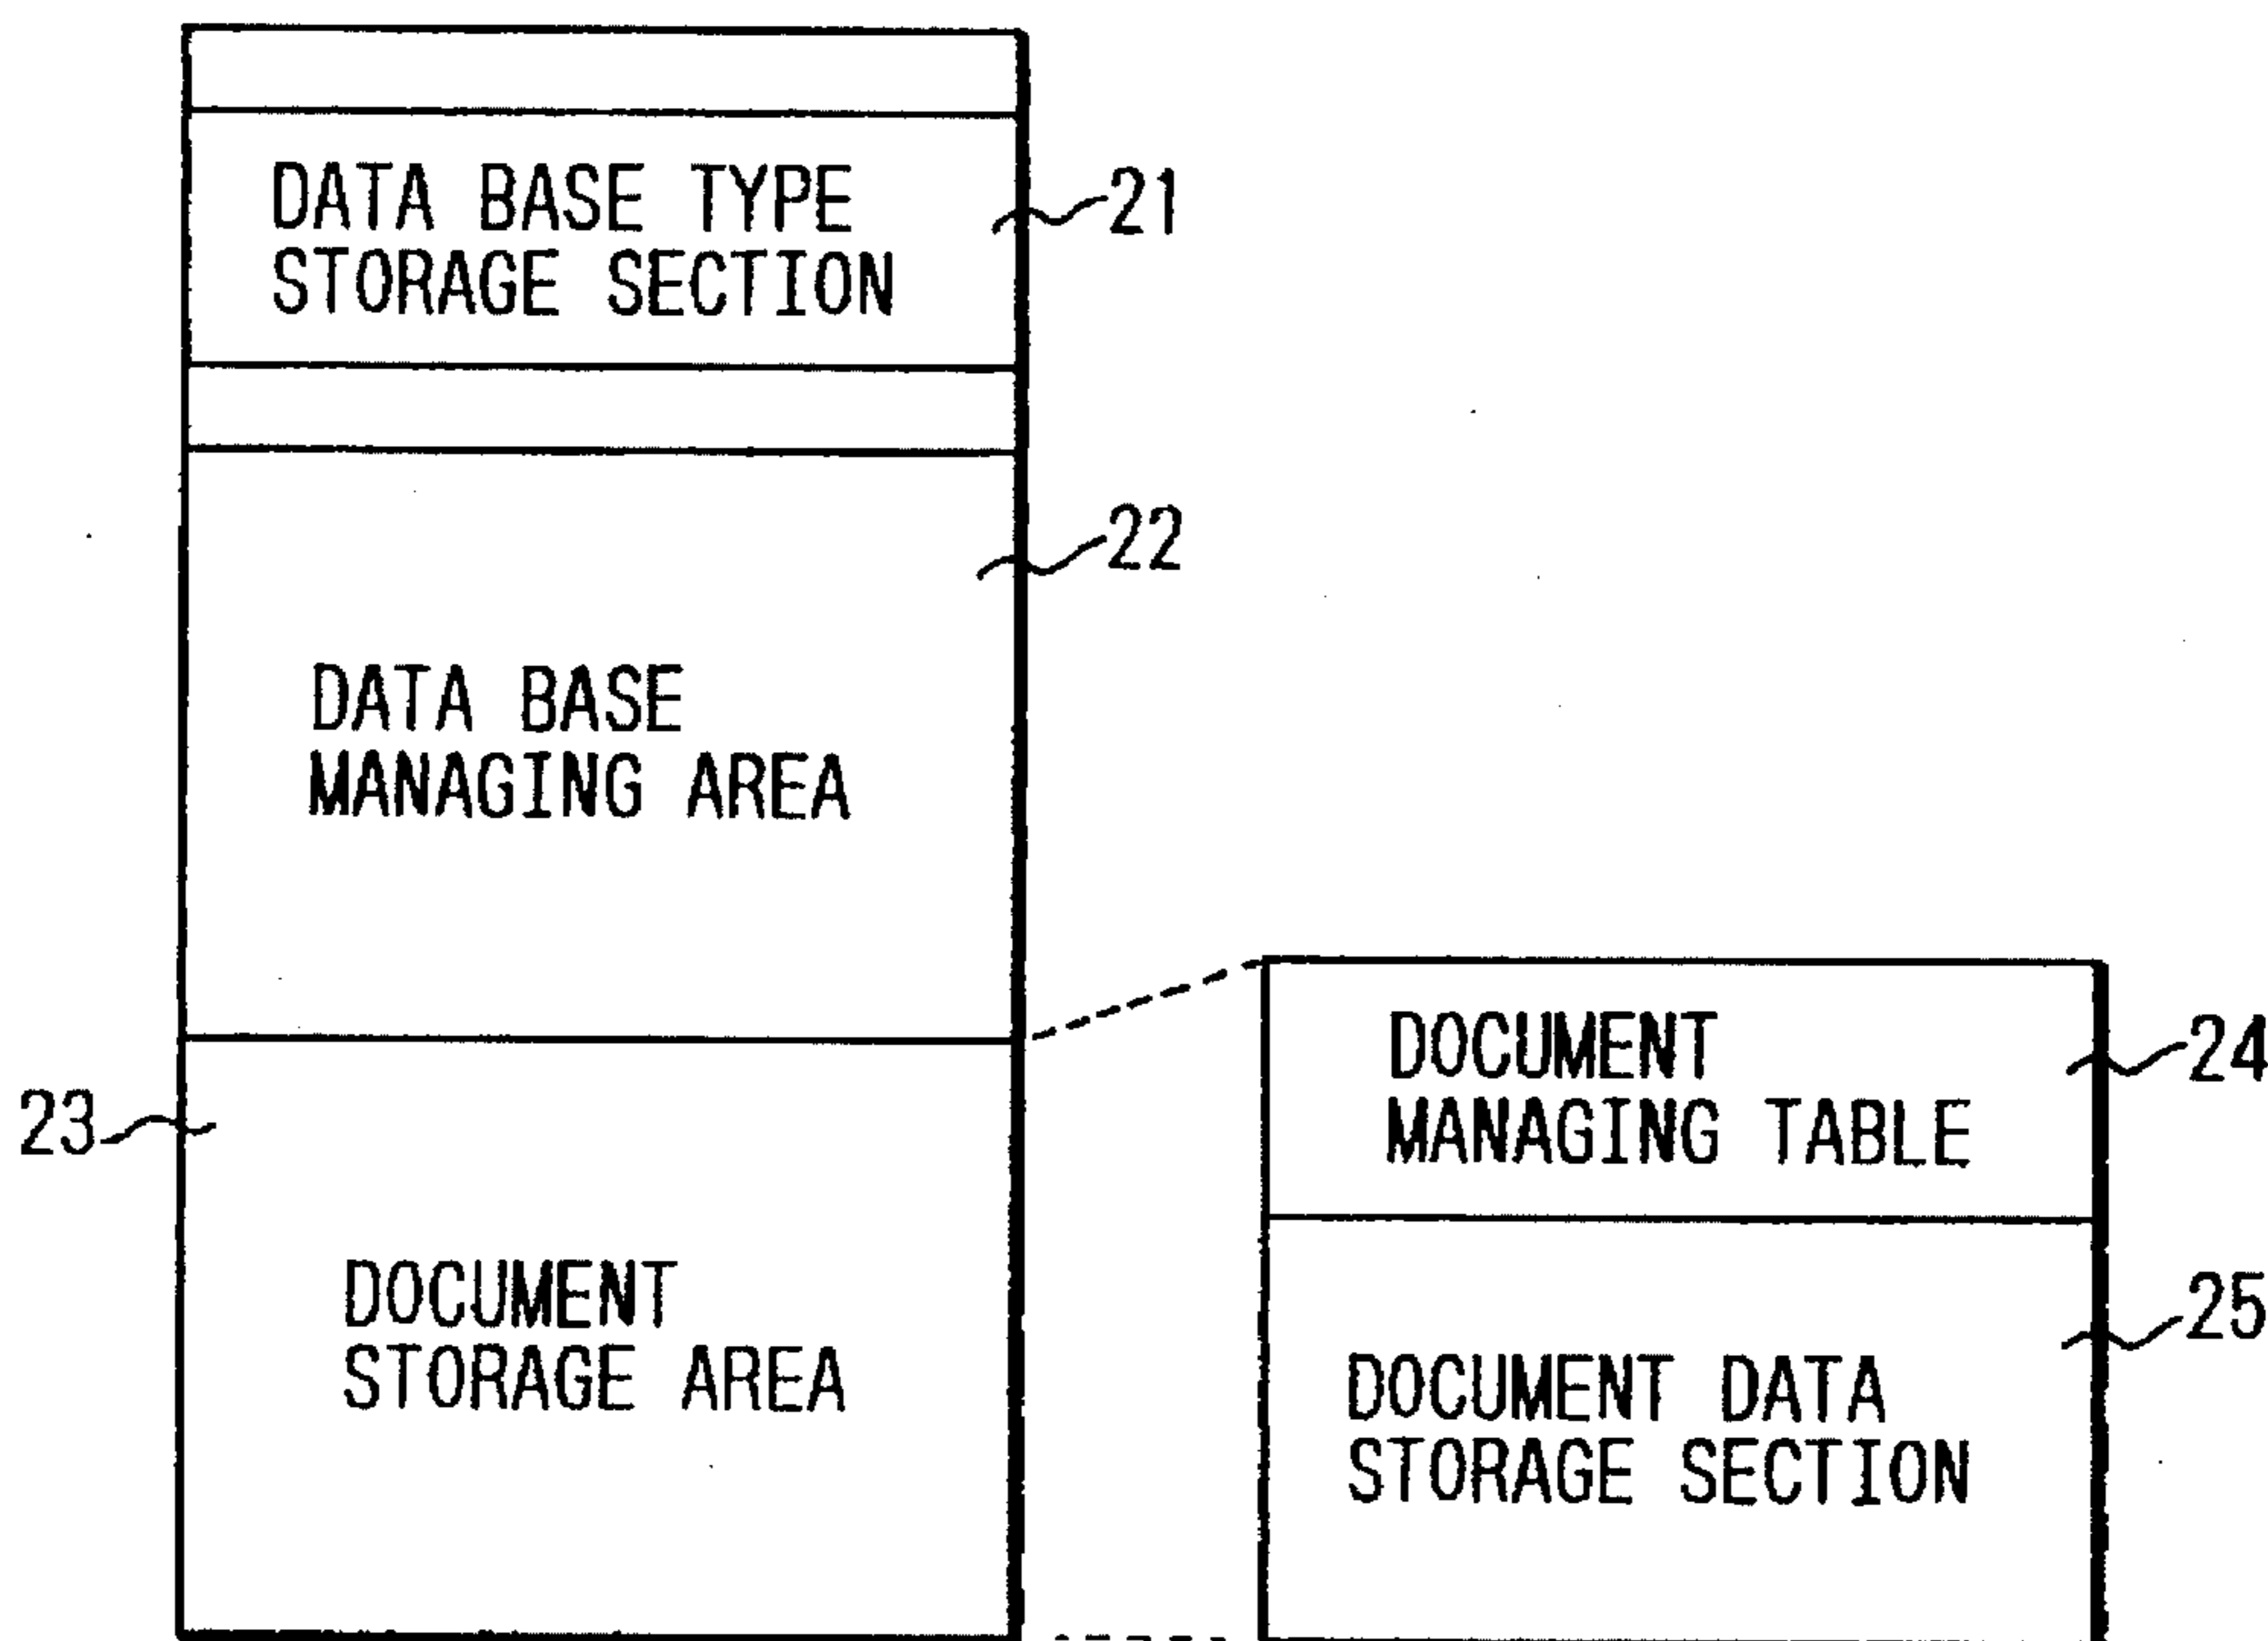 DATA BASE TYPE
STORAGE SECTION
21
22
DATA BASE
MANAGING AREA
23
DOCUMENT
STORAGE AREA
DOCUMENT
MANAGING TABLE
24
DOCUMENT DATA
STORAGE SECTION
25